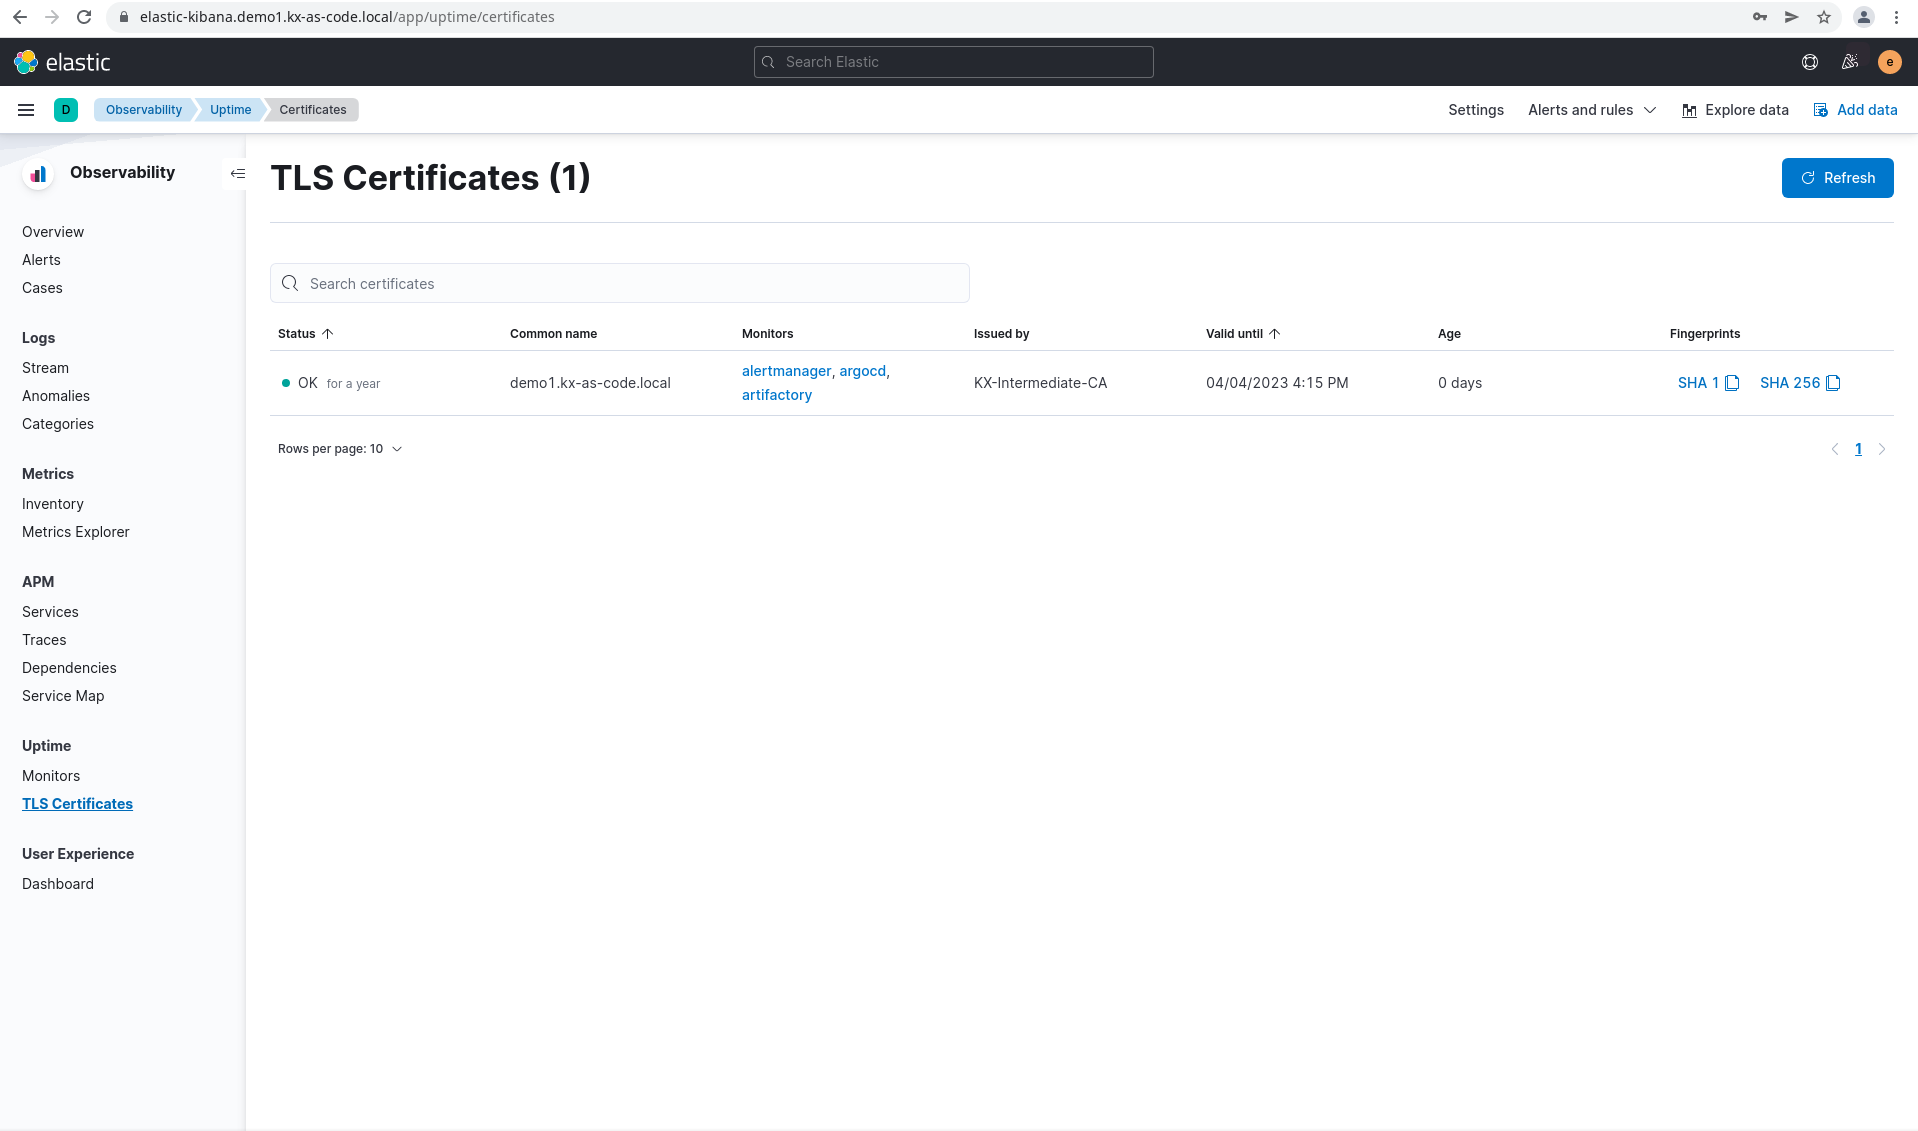 elastic-kibana.demo1.kx-as-code.local/app/uptime/certificates
elastic
Search Elastic
e
D
Observability
Uptime
Certificates
Settings
Alerts and rules
Explore data
Add data
Observability
Overview
Alerts
Cases
Logs
Stream
Anomalies
Categories
Metrics
Inventory
Metrics Explorer
APM
Services
Traces
Dependencies
Service Map
Uptime
Monitors
TLS Certificates
User Experience
Dashboard
TLS Certificates (1)
Refresh
Search certificates
Status Common name Monitors Issued by Valid until Age Fingerprints
OK for a year demo1.kx-as-code.local alertmanager, argocd, KX-Intermediate-CA 04/04/2023 4:15 PM 0 days SHA 1 SHA 256
artifactory
Rows per page: 10
1